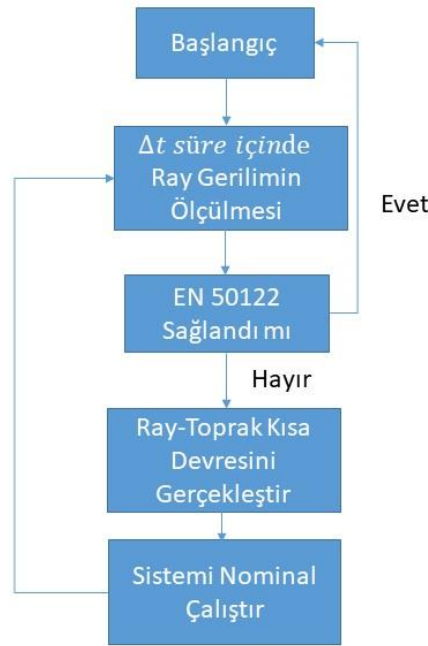 Başlangıç
Δt süre içinde
Ray Gerilimin
Ölçülmesi
Evet
EN 50122
Sağlandı mı
Hayır
Ray-Toprak Kısa
Devresini
Gerçekleştir
Sistemi Nominal
Çalıştır